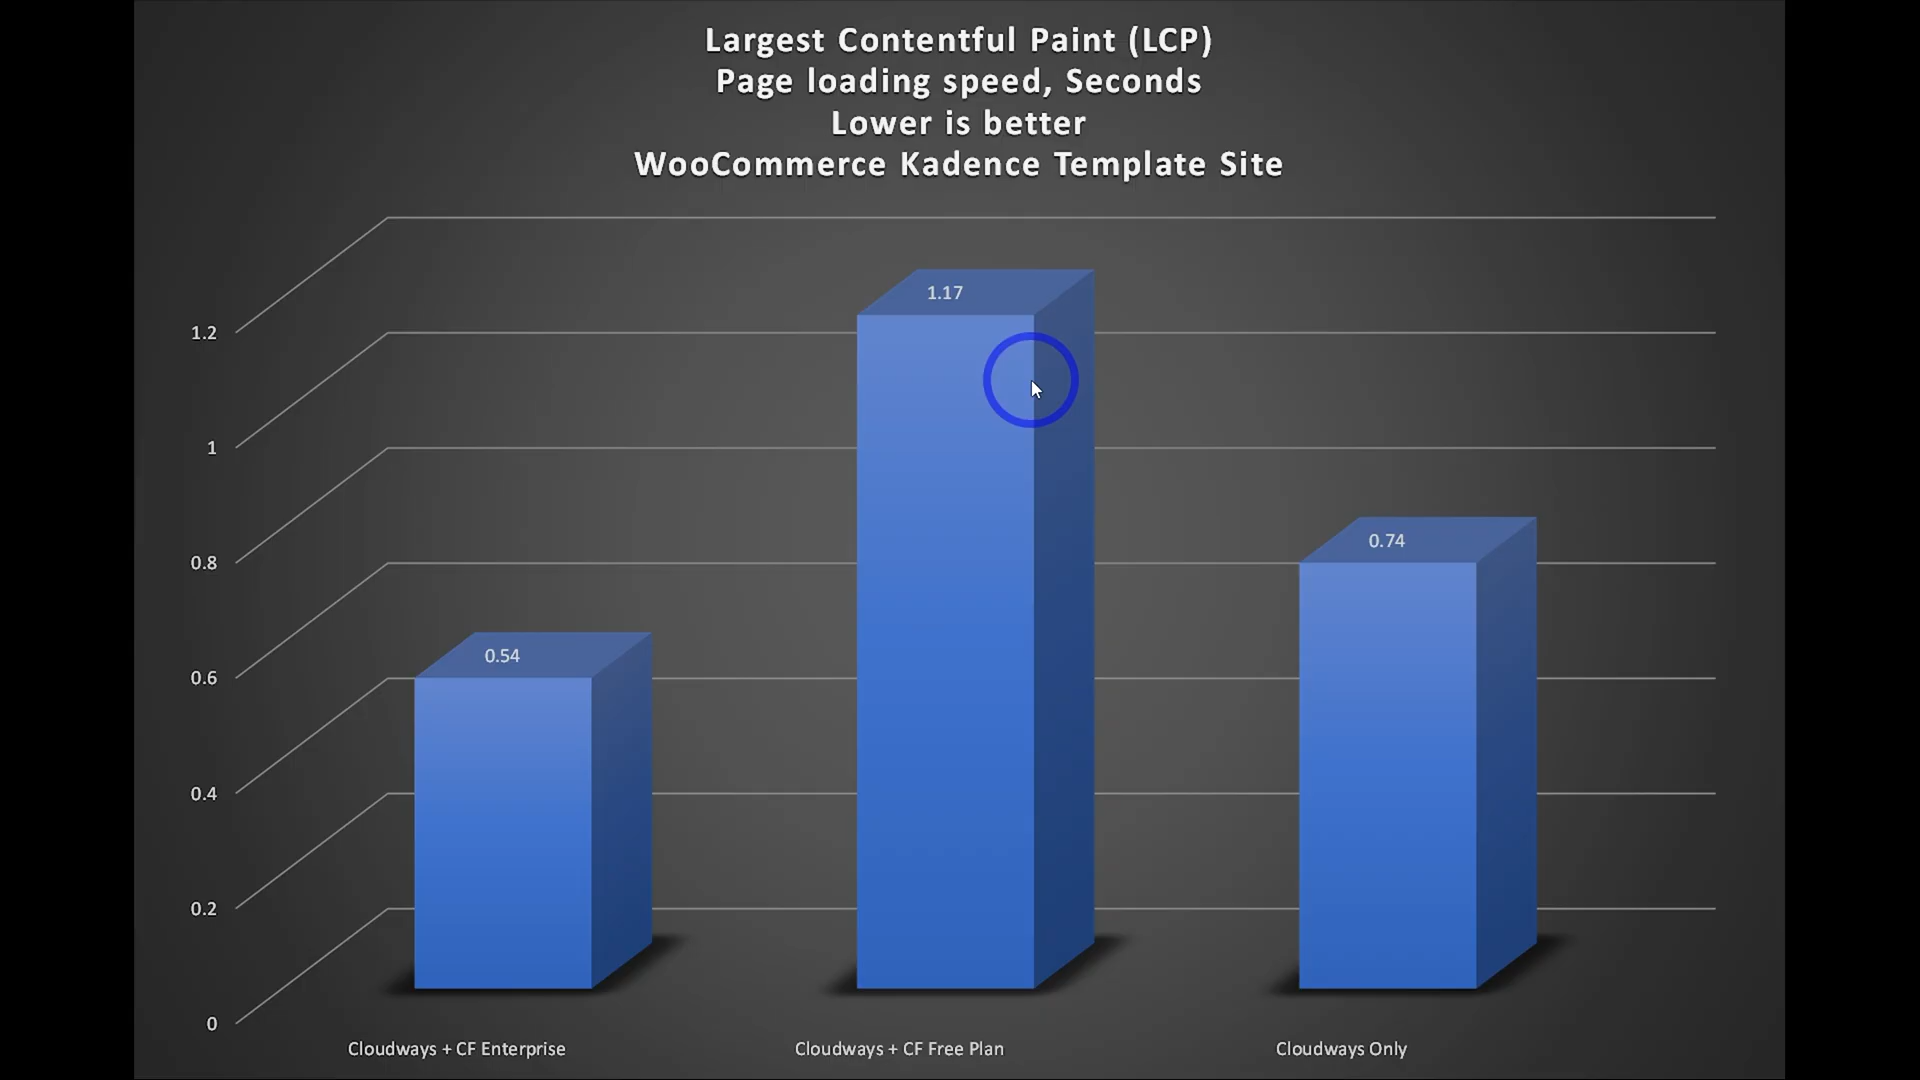 Largest Contentful Paint (LCP)
Page loading speed, Seconds
Lower is better
WooCommerce Kadence Template Site
1.2
1
0.8
0.6
0.4
0.2
0
0.54
1.17
0.74
Cloudways + CF Enterprise
Cloudways + CF Free Plan
Cloudways Only